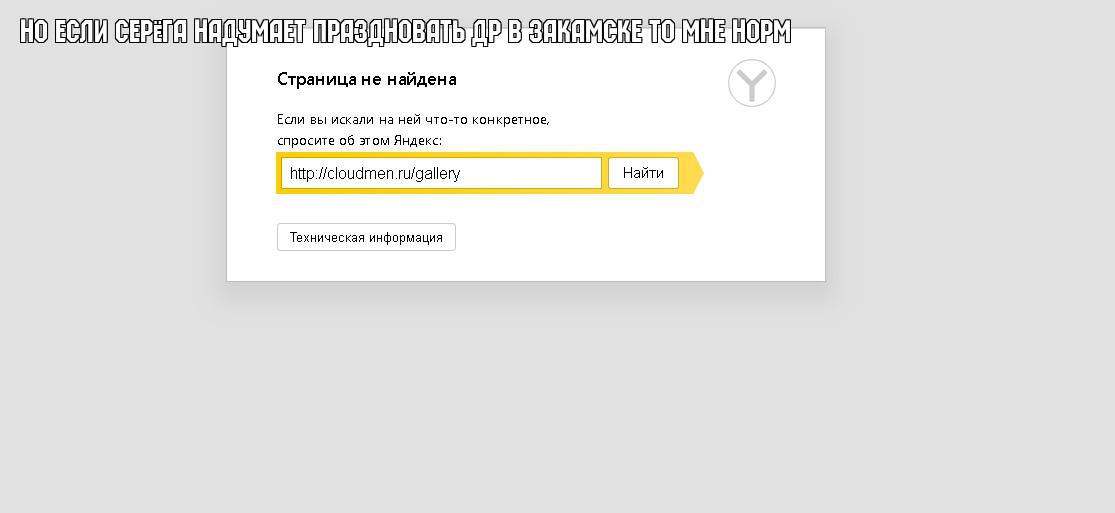 НО ЕСЛИ СЕРЁГА НАДУМАЕТ ПРАЗДНОВАТЬ ДР В ЗАКАМСКЕ ТО МНЕ НОРМ
Страница не найдена
Если вы искали на ней что-то конкретное,
спросите об этом Яндекс:
http://cloudmen.ru/gallery Найти
Техническая информация